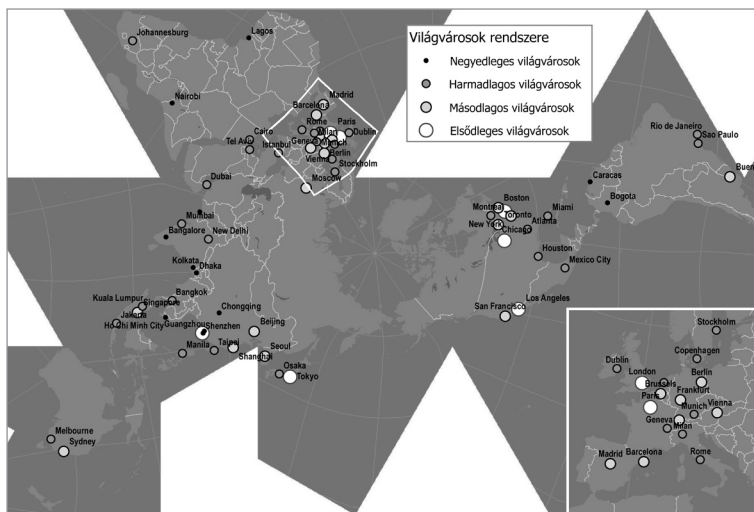 Világvárosok rendszere
Negyedleges világvárosok
Harmadlagos világvárosok
Másodlagos világvárosok
Elsődleges világvárosok
Johannesburg
Lagos
Nairobi
Madrid
Barcelona
Rome
Milan
Paris
Dublin
Geneva
Munich
Berlin
Vienna
Stockholm
Moscow
Cairo
Tel Aviv
Istanbul
Dubai
Mumbai
Bangalore
New Delhi
Kolkata
Dhaka
Kuala Lumpur
Singapore
Bangkok
Jakarta
Ho Chi Minh City
Guangzhou
Shenzhen
Chongqing
Beijing
Manila
Taipai
Shanghai
Seoul
Osaka
Tokyo
Melbourne
Sydney
Rio de Janeiro
Sao Paulo
Buen
Caracas
Bogota
Boston
Montreal
Toronto
Miami
New York
Chicago
Atlanta
Houston
Mexico City
San Francisco
Los Angeles
Stockholm
Dublin
Copenhagen
London
Berlin
Brussels
Frankfurt
Paris
Munich
Vienna
Geneva
Milan
Madrid
Barcelona
Rome